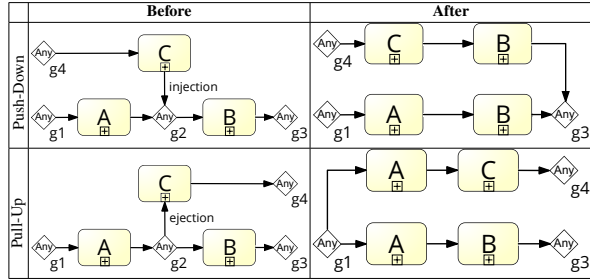 Before After
Push-Down
Any g4 C
injection
Any g1 A Any g2 B Any g3
Any g4 C B
Any g1 A B Any g3
Pull-Up
C Any g4
ejection
Any g1 A Any g2 B Any g3
A C Any g4
Any g1 A B Any g3